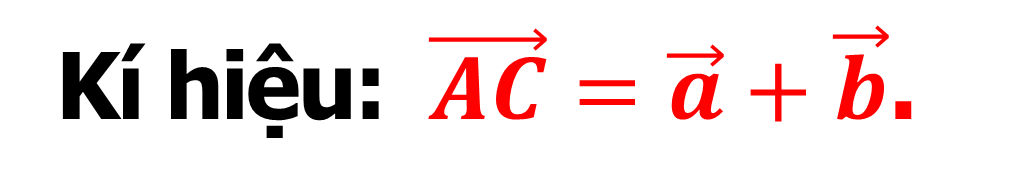 Kí hiệu: $\overrightarrow{AC} = \vec{a} + \vec{b}$.